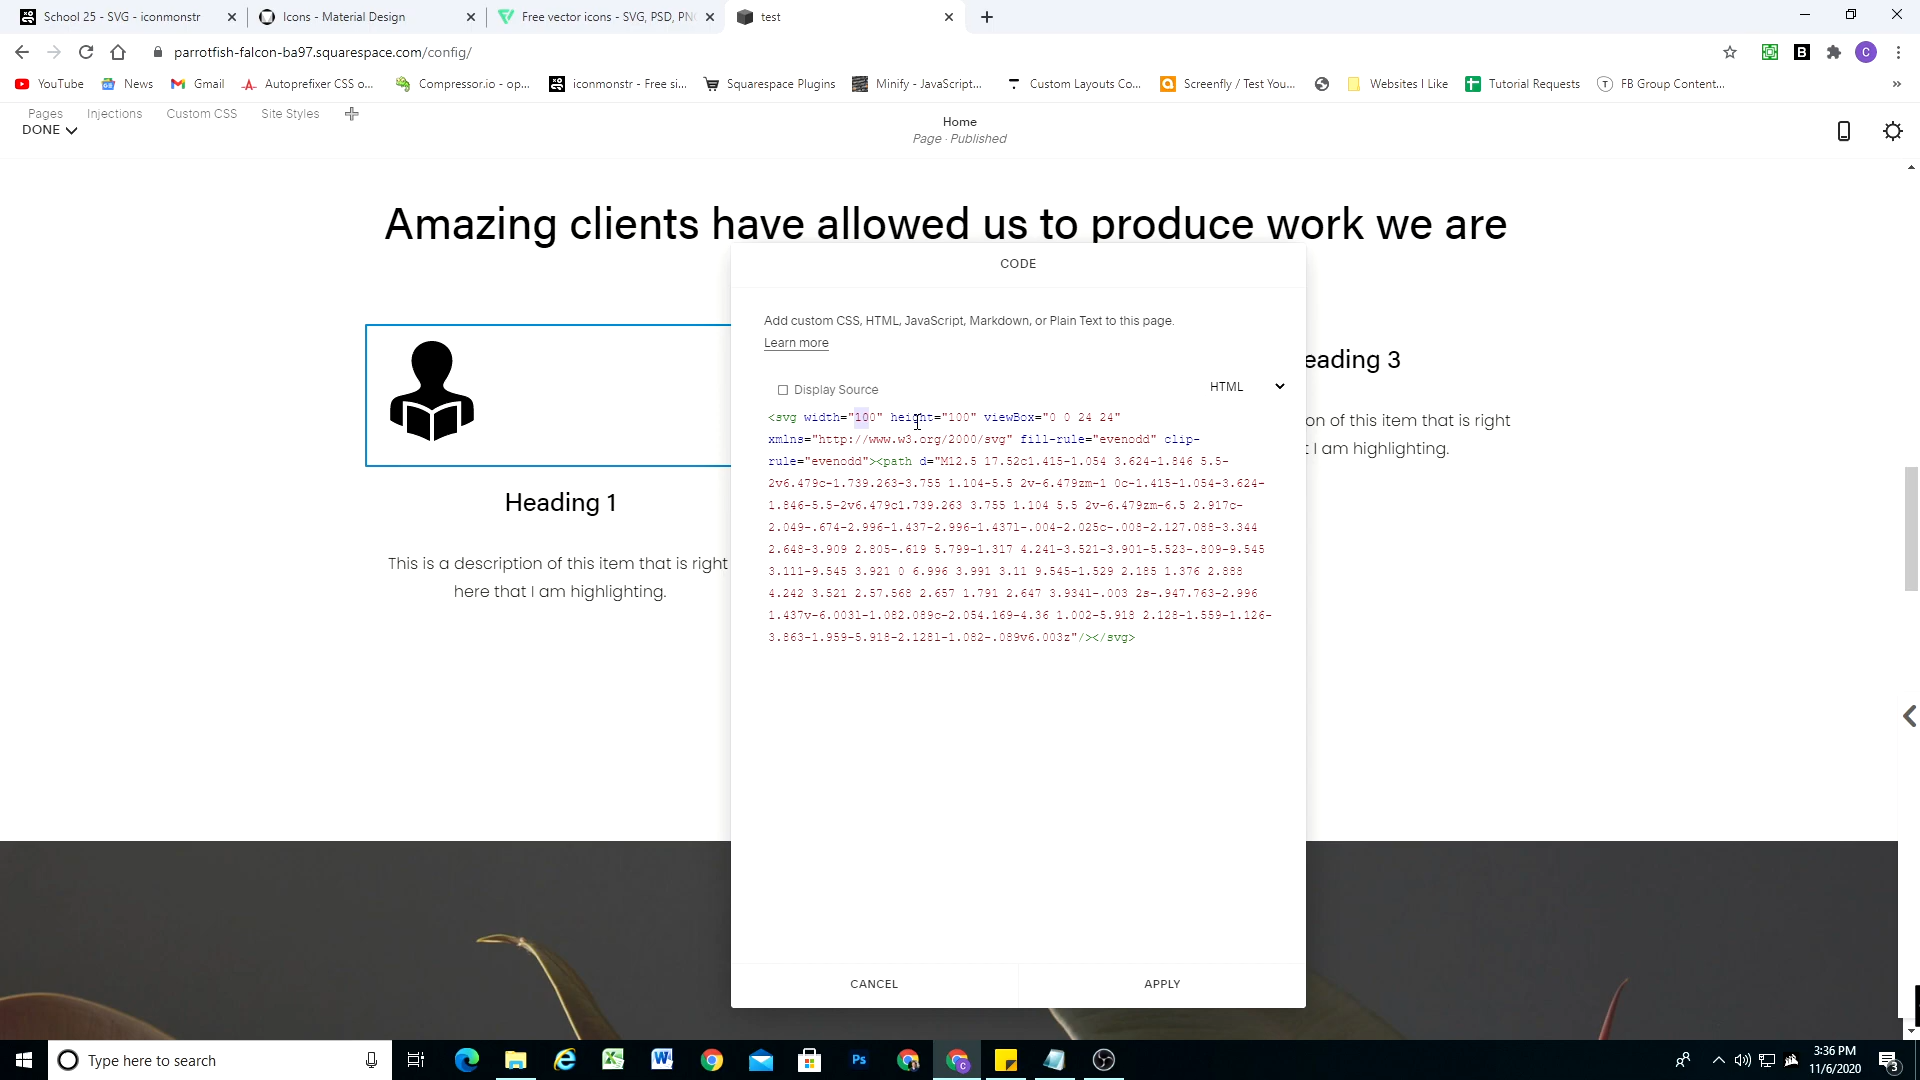 School 25 - SVG - iconmonstr
Icons - Material Design
Free vector icons - SVG, PSD, PN
test
parrotfish-falcon-ba97.squarespace.com/config/
C
B
YouTube
News
Gmail
Autoprefixer CSS o...
Compressor.io - op...
iconmonstr - Free si...
Squarespace Plugins
Minify - JavaScript...
Custom Layouts Co...
Screenfly / Test You...
Websites I Like
Tutorial Requests
FB Group Content...
Pages
Injections
Custom CSS
Site Styles
DONE
Home
Page · Published
Amazing clients have allowed us to produce work we are
CODE
Add custom CSS, HTML, JavaScript, Markdown, or Plain Text to this page.
Learn more
Display Source
HTML
<svg width="100" height="100" viewBox="0 0 24 24"
xmlns="http://www.w3.org/2000/svg" fill-rule="evenodd" clip-
rule="evenodd"><path d="M12.5 17.52c1.415-1.054 3.624-1.846 5.5-
2v6.479c-1.739.263-3.755 1.104-5.5 2v-6.479zm-1 0c-1.415-1.054-3.624-
1.846-5.5-2v6.479c1.739.263 3.755 1.104 5.5 2v-6.479zm-6.5 2.917c-
2.049-.674-2.996-1.437-2.996-1.437l-.004-2.025c-.008-2.127.088-3.344
2.648-3.909 2.805-.619 5.799-1.317 4.241-3.521-3.901-5.523-.809-9.545
3.111-9.545 3.921 0 6.996 3.991 3.11 9.545-1.529 2.185 1.376 2.888
4.242 3.521 2.57.568 2.657 1.791 2.647 3.934l-.003 2s-.947.763-2.996
1.437v-6.003l-1.082.089c-2.054.169-4.36 1.002-5.918 2.128-1.559-1.126-
3.863-1.959-5.918-2.128l-1.082-.089v6.003z"/></svg>
CANCEL
APPLY
Heading 1
This is a description of this item that is right
here that I am highlighting.
eading 3
on of this item that is right
t I am highlighting.
Type here to search
Ps
3:36 PM
11/6/2020
3